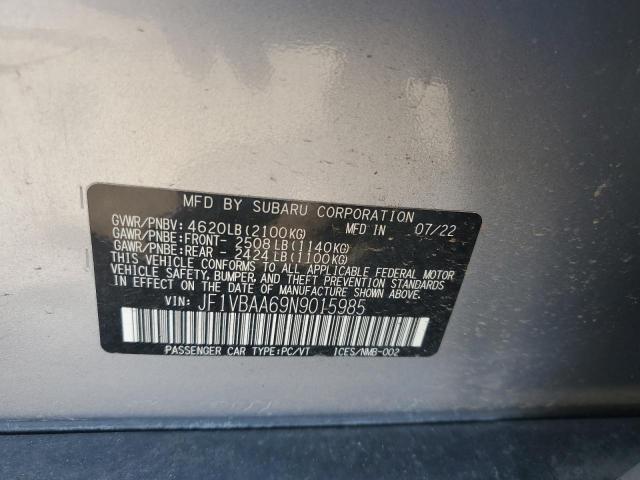 MFD BY SUBARU CORPORATION
GVWR/PNBV: 4620LB(2100KG) MFD IN 07/22
GAWR/PNBE:FRONT- 2508LB(1140KG)
GAWR/PNBE:REAR - 2424LB(1100KG)
THIS VEHICLE CONFORMS TO ALL APPLICABLE FEDERAL MOTOR
VEHICLE SAFETY, BUMPER, AND THEFT PREVENTION STANDARDS
IN EFFECT ON THE DATE OF MANUFACTURE SHOWN ABOVE.
VIN: JF1VBAA69N9015985
PASSENGER CAR TYPE:PC/VT ICES/NMB-002